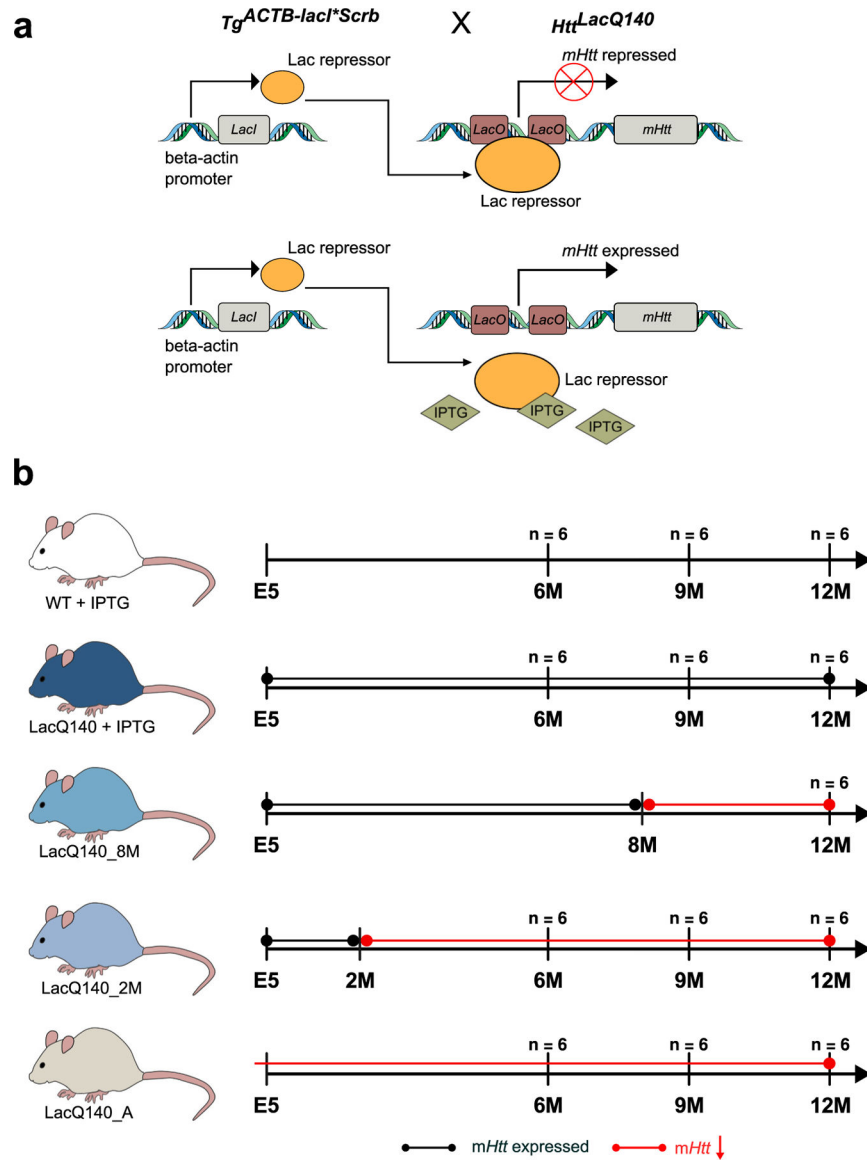 a
Tg ACTB-lacI*Scrb X Htt LacQ140
Lac repressor
mHtt repressed
LacI
LacO
LacO
mHtt
beta-actin
promoter
Lac repressor
Lac repressor
mHtt expressed
LacI
LacO
LacO
mHtt
beta-actin
promoter
Lac repressor
IPTG
IPTG
IPTG
b
n = 6 n = 6 n = 6
WT + IPTG
E5 6M 9M 12M
n = 6 n = 6 n = 6
LacQ140 + IPTG
E5 6M 9M 12M
n = 6
LacQ140_8M
E5 8M 12M
n = 6 n = 6 n = 6
LacQ140_2M
E5 2M 6M 9M 12M
n = 6 n = 6 n = 6
LacQ140_A
E5 6M 9M 12M
mHtt expressed mHtt ↓